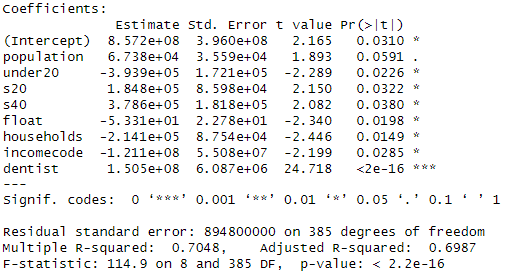 Coefficients:
Estimate Std. Error t value Pr(>|t|)
(Intercept) 8.572e+08 3.960e+08 2.165 0.0310 *
population 6.738e+04 3.559e+04 1.893 0.0591 .
under20 -3.939e+05 1.721e+05 -2.289 0.0226 *
s20 1.848e+05 8.598e+04 2.150 0.0322 *
s40 3.786e+05 1.818e+05 2.082 0.0380 *
float -5.331e+01 2.278e+01 -2.340 0.0198 *
households -2.141e+05 8.754e+04 -2.446 0.0149 *
incomecode -1.211e+08 5.508e+07 -2.199 0.0285 *
dentist 1.505e+08 6.087e+06 24.718 <2e-16 ***
---
Signif. codes: 0 ‘***’ 0.001 ‘**’ 0.01 ‘*’ 0.05 ‘.’ 0.1 ‘ ’ 1
Residual standard error: 894800000 on 385 degrees of freedom
Multiple R-squared: 0.7048, Adjusted R-squared: 0.6987
F-statistic: 114.9 on 8 and 385 DF, p-value: < 2.2e-16